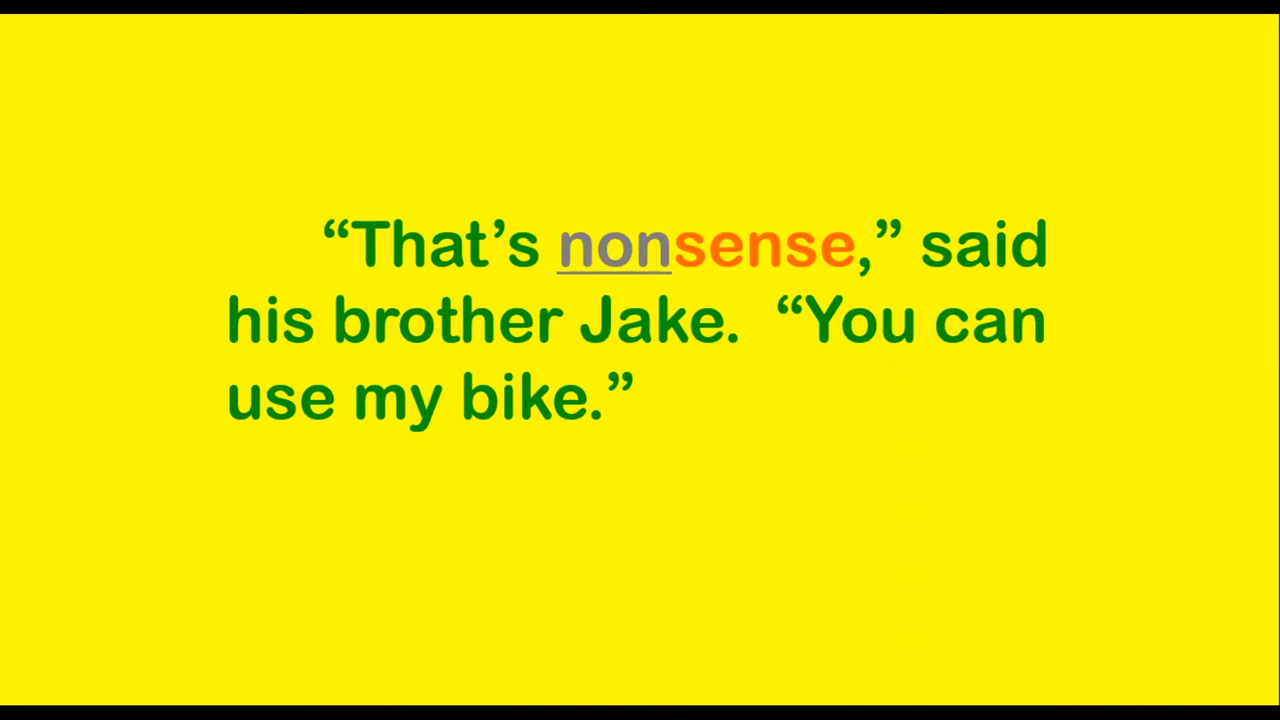 “That’s nonsense,” said
his brother Jake.  “You can
use my bike.”